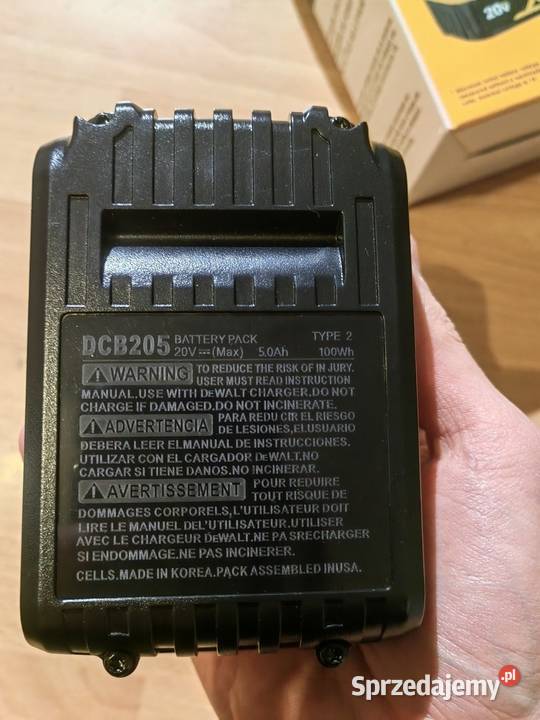 20V
DCB205 BATTERY PACK TYPE 2
20V (Max) 5.0Ah 100Wh
WARNING TO REDUCE THE RISK OF IN JURY.
USER MUST READ INSTRUCTION
MANUAL.USE WITH DEWALT CHARGER,DO NOT
CHARGE IF DAMAGED.DO NOT INCINERATE.
ADVERTENCIA PARA REDU CIR EL RIESGO
DE LESIONES,ELUSUARIO
DEBERA LEER EL MANUAL DE INSTRUCCIONES.
UTILIZAR CON EL CARGADOR DEWALT.NO
CARGAR SI TIENE DANOS.NO INCINERAR.
AVERTISSEMENT POUR REDUIRE
TOUT RISQUE DE
DOMMAGES CORPORELS,L'UTILISATEUR DOIT
LIRE LE MANUEL DEL'UTILISATEUR.UTILISER
AVEC LE CHARGEUR DEWALT.NE PAS RECHARGER
SI ENDOMMAGE.NE PAS INCINERER.
CELLS.MADE IN KOREA.PACK ASSEMBLED INUSA.
Sprzedajemy.pl